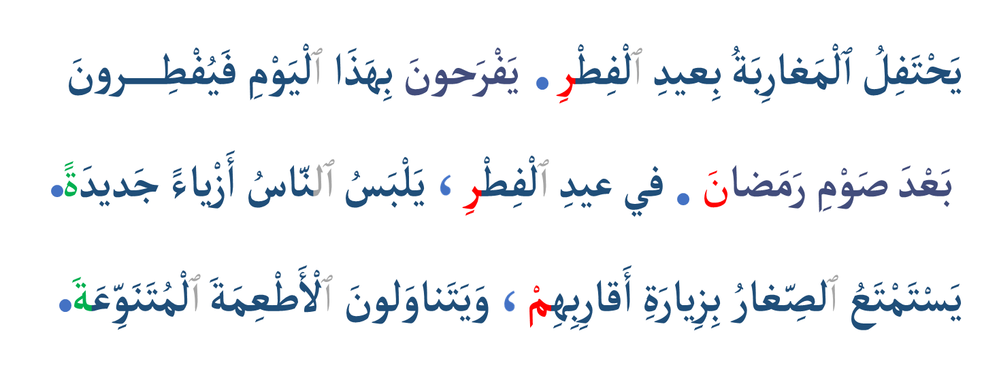 يَحْتَفِلُ ٱلْمَغارِبَةُ بِعيدِ ٱلْفِطْرِ . يَفْرَحونَ بِهَذَا ٱلْيَوْمِ فَيُفْطِـــرونَ
بَعْدَ صَوْمِ رَمَضانَ . في عيدِ ٱلْفِطْرِ ، يَلْبَسُ ٱلنّاسُ أَزْياءً جَديدَةً.
يَسْتَمْتَعُ ٱلصِّغارُ بِزِيارَةِ أَقارِبِهِمْ ، وَيَتَناوَلونَ ٱلْأَطْعِمَةَ ٱلْمُتَنَوِّعَةَ.